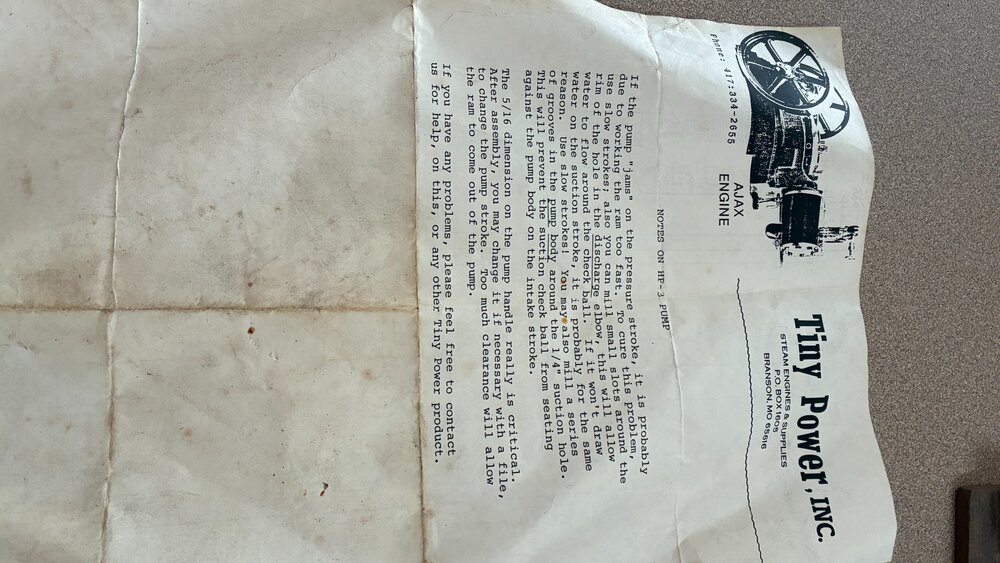 Tiny Power, INC.
STEAM ENGINES & SUPPLIES
P.O. BOX 1605
BRANSON, MO 65616
AJAX
ENGINE
phone: 417:334-2655
NOTES ON HP-3 PUMP
If the pump "jams" on the pressure stroke, it is probably
due to working the ram too fast. To cure this problem,
use slow strokes; also you can mill small slots around the
rim of the hole in the discharge elbow, this will allow
water to flow around the check ball. If it won't draw
water on the suction stroke, it is probably for the same
reason. Use slow strokes! You may also mill a series
of grooves in the pump body around the 1/4" suction hole.
This will prevent the suction check ball from seating
against the pump body on the intake stroke.
The 5/16 dimension on the pump handle really is critical.
After assembly, you may change it if necessary with a file,
to change the pump stroke. Too much clearance will allow
the ram to come out of the pump.
If you have any problems, please feel free to contact
us for help, on this, or any other Tiny Power product.